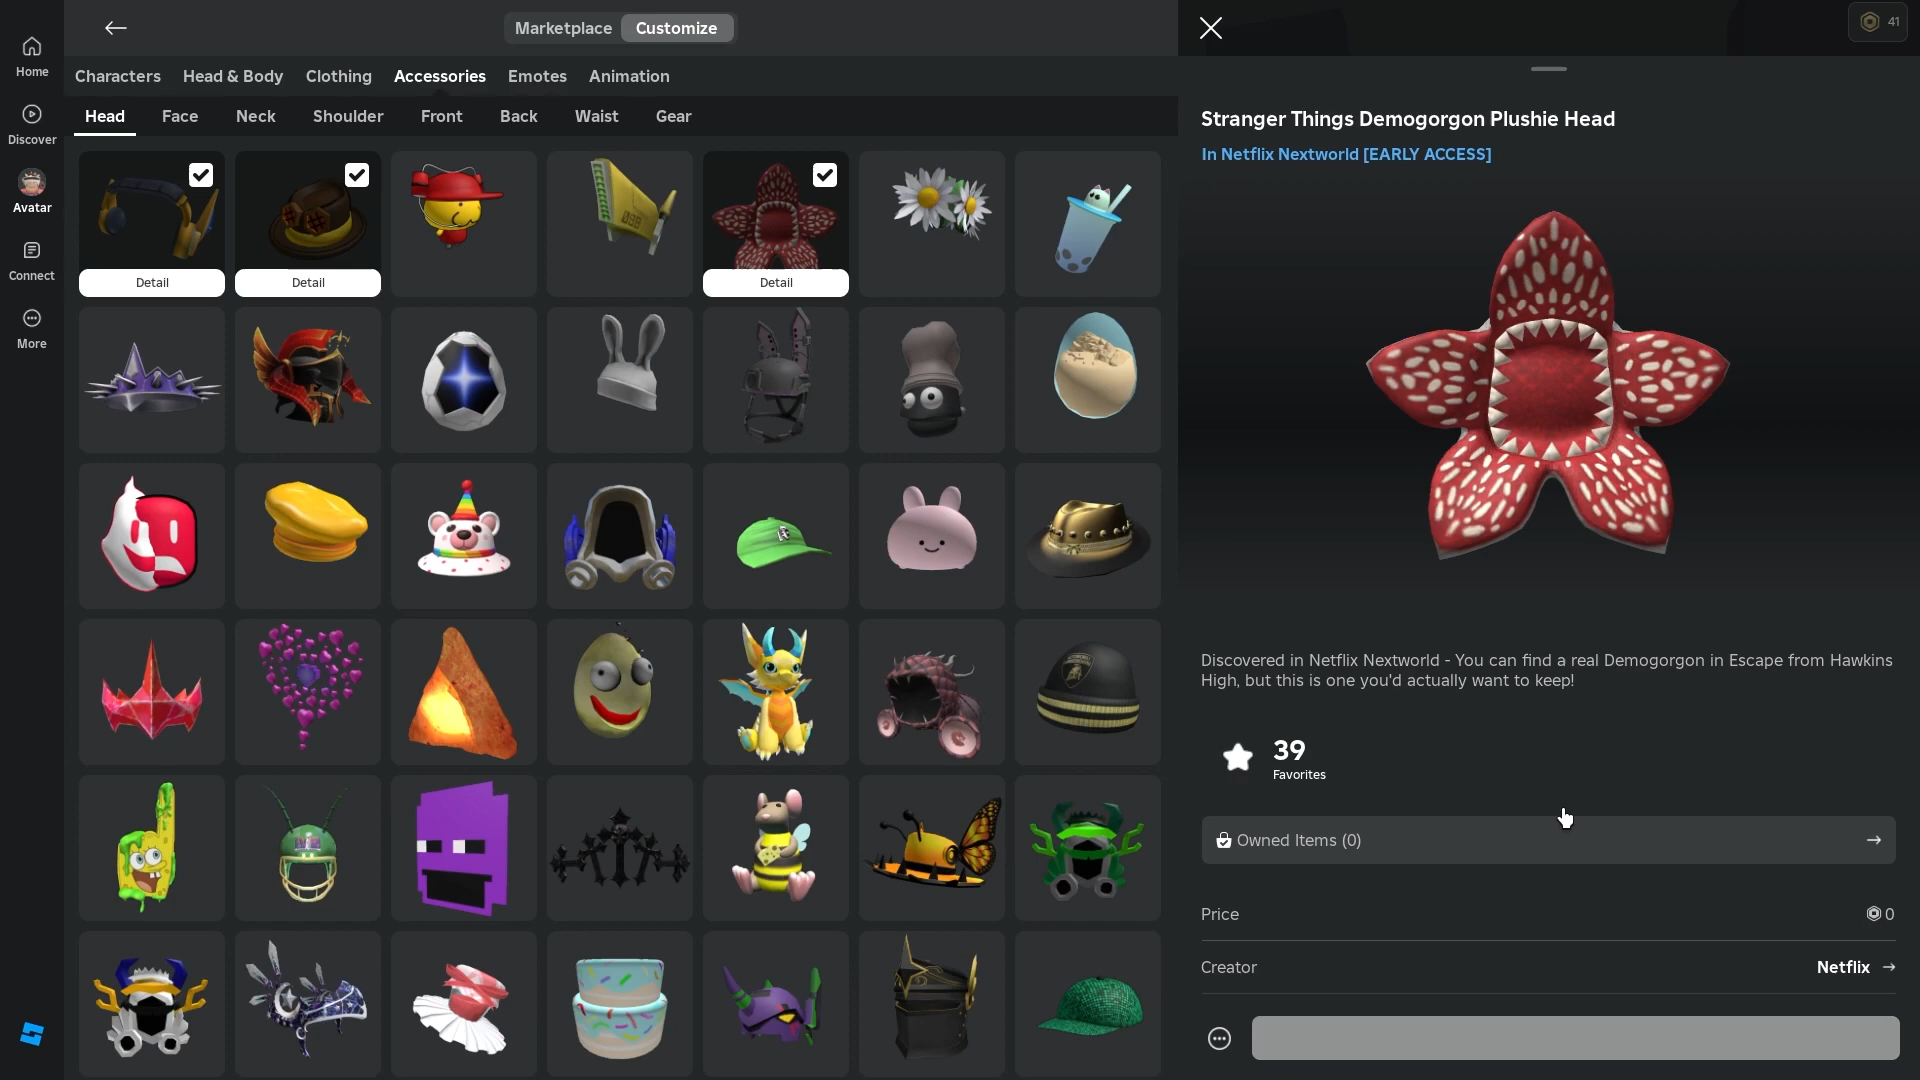 Marketplace
Customize
41
Home
Discover
Avatar
Connect
More
Characters
Head & Body
Clothing
Accessories
Emotes
Animation
Head
Face
Neck
Shoulder
Front
Back
Waist
Gear
Detail
Detail
Detail
Stranger Things Demogorgon Plushie Head
In Netflix Nextworld [EARLY ACCESS]
Discovered in Netflix Nextworld - You can find a real Demogorgon in Escape from Hawkins
High, but this is one you'd actually want to keep!
39
Favorites
Owned Items (0)
Price
0
Creator
Netflix